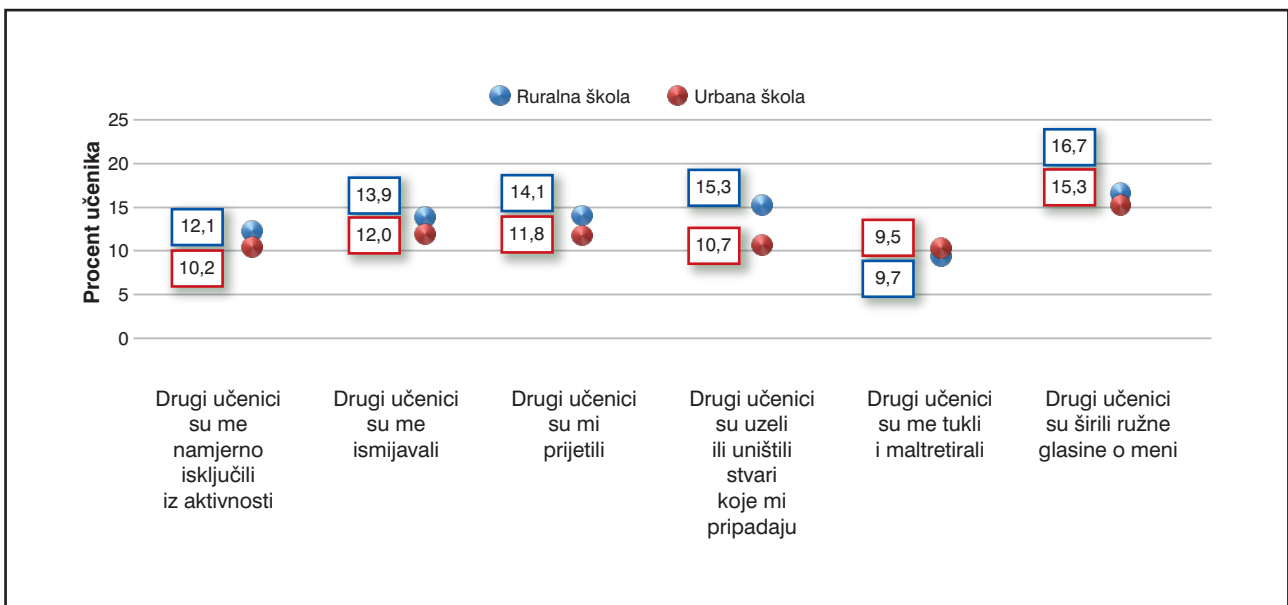 Ruralna škola Urbana škola
Procent učenika
25
20
15
10
5
0
12,1
10,2
13,9
12,0
14,1
11,8
15,3
10,7
9,5
9,7
16,7
15,3
Drugi učenici
su me
namjerno
isključili
iz aktivnosti
Drugi učenici
su me
ismijavali
Drugi učenici
su mi
prijetili
Drugi učenici
su uzeli
ili uništili
stvari
koje mi
pripadaju
Drugi učenici
su me tukli
i maltretirali
Drugi učenici
su širili ružne
glasine o meni